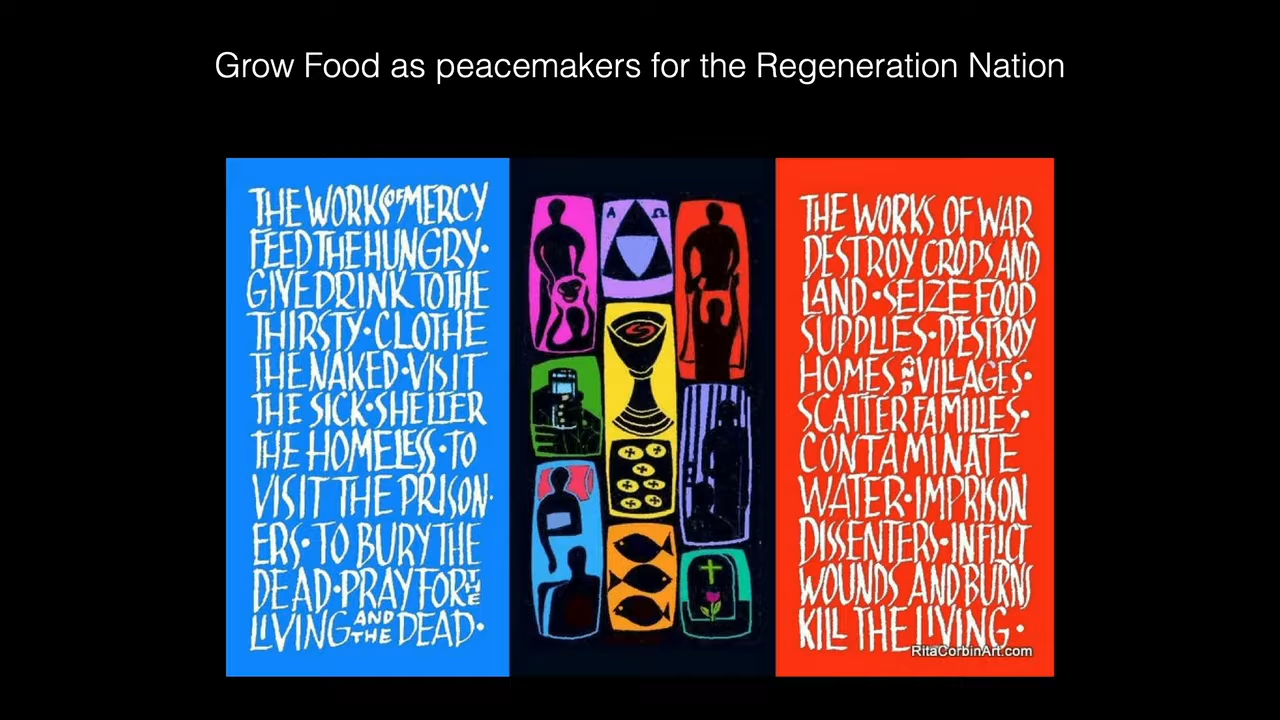 Grow Food as peacemakers for the Regeneration Nation
THE WORKS OF MERCY
FEED THE HUNGRY·
GIVE DRINK TO THE
THIRSTY·CLOTHE
THE NAKED·VISIT
THE SICK·SHELTER
THE HOMELESS·TO
VISIT THE PRISON·
ERS·TO BURY THE
DEAD·PRAY FOR THE
LIVING AND THE DEAD·
Α Ω
THE WORKS OF WAR
DESTROY CROPS AND
LAND·SEIZE FOOD
SUPPLIES·DESTROY
HOMES AND VILLAGES·
SCATTER FAMILIES·
CONTAMINATE
WATER·IMPRISON
DISSENTERS·INFLICT
WOUNDS AND BURNS
KILL THE LIVING·
RitaCorbinArt.com